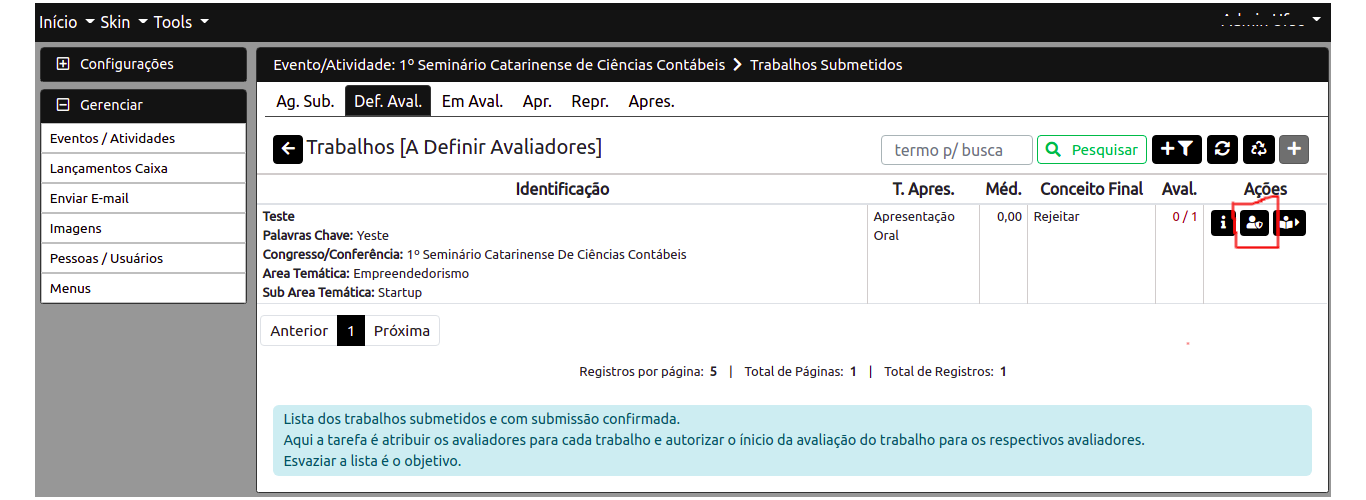 Início Skin Tools
Configurações
Gerenciar
Eventos / Atividades
Lançamentos Caixa
Enviar E-mail
Imagens
Pessoas / Usuários
Menus
Evento/Atividade: 1º Seminário Catarinense de Ciências Contábeis Trabalhos Submetidos
Ag. Sub. Def. Aval. Em Aval. Apr. Repr. Apres.
Trabalhos [A Definir Avaliadores]
termo p/ busca Pesquisar
Identificação T. Apres. Méd. Conceito Final Aval. Ações
Teste Apresentação 0,00 Rejeitar 0 / 1
Palavras Chave: Yeste Oral
Congresso/Conferência: 1º Seminário Catarinense De Ciências Contábeis
Area Temática: Empreendedorismo
Sub Area Temática: Startup
Anterior 1 Próxima
Registros por página: 5 | Total de Páginas: 1 | Total de Registros: 1
Lista dos trabalhos submetidos e com submissão confirmada.
Aqui a tarefa é atribuir os avaliadores para cada trabalho e autorizar o ínicio da avaliação do trabalho para os respectivos avaliadores.
Esvaziar a lista é o objetivo.